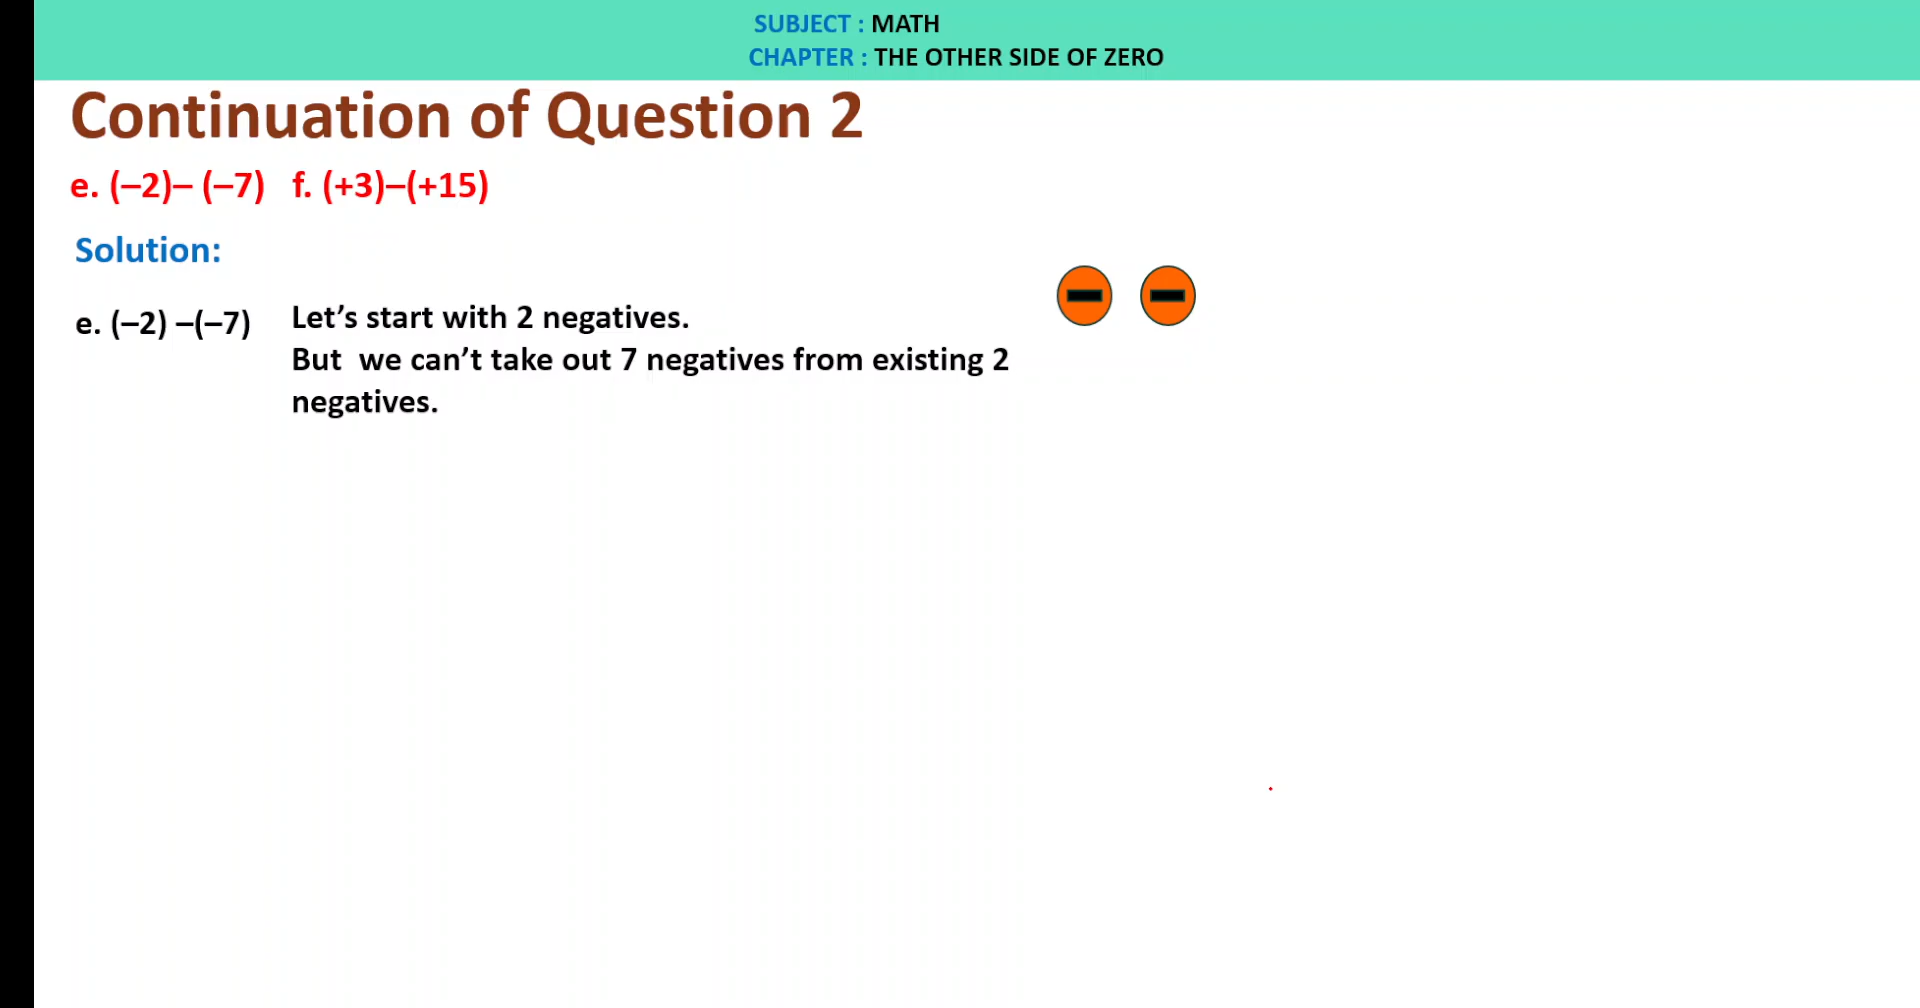 SUBJECT : MATH
CHAPTER : THE OTHER SIDE OF ZERO
Continuation of Question 2
e. (–2)– (–7)   f. (+3)–(+15)
Solution:
e. (–2) –(–7)   Let’s start with 2 negatives.
But  we can’t take out 7 negatives from existing 2
negatives.